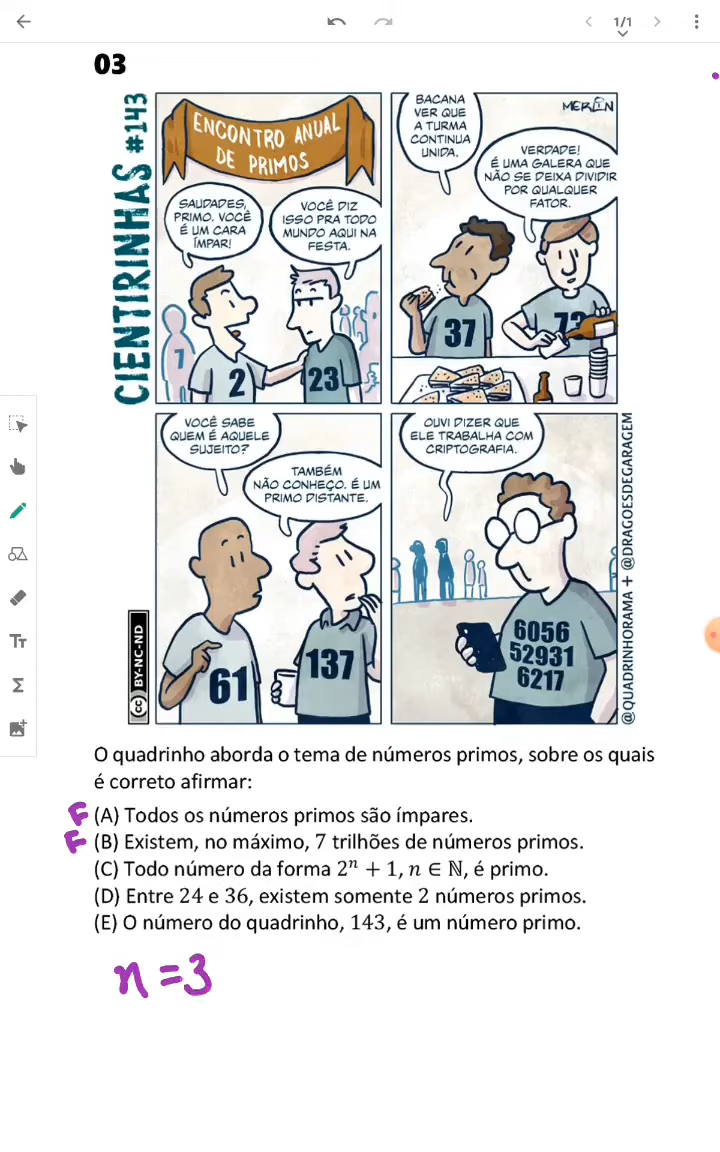 1/1
03
CIENTIRINHAS #143
ENCONTRO ANUAL
DE PRIMOS
SAUDADES,
PRIMO. VOCÊ
É UM CARA
ÍMPAR!
VOCÊ DIZ
ISSO PRA TODO
MUNDO AQUI NA
FESTA.
7
2
23
BACANA
VER QUE
A TURMA
CONTINUA
UNIDA.
MERLIN
VERDADE!
É UMA GALERA QUE
NÃO SE DEIXA DIVIDIR
POR QUALQUER
FATOR.
37
73
VOCÊ SABE
QUEM É AQUELE
SUJEITO?
TAMBÉM
NÃO CONHEÇO. É UM
PRIMO DISTANTE.
61
137
OUVI DIZER QUE
ELE TRABALHA COM
CRIPTOGRAFIA.
6056
52931
6217
cc BY-NC-ND
@QUADRINHORAMA + @DRAGOESDEGARAGEM
O quadrinho aborda o tema de números primos, sobre os quais
é correto afirmar:
F (A) Todos os números primos são ímpares.
F (B) Existem, no máximo, 7 trilhões de números primos.
(C) Todo número da forma 2ⁿ + 1, n ∈ ℕ, é primo.
(D) Entre 24 e 36, existem somente 2 números primos.
(E) O número do quadrinho, 143, é um número primo.
n = 3
Tт
Σ